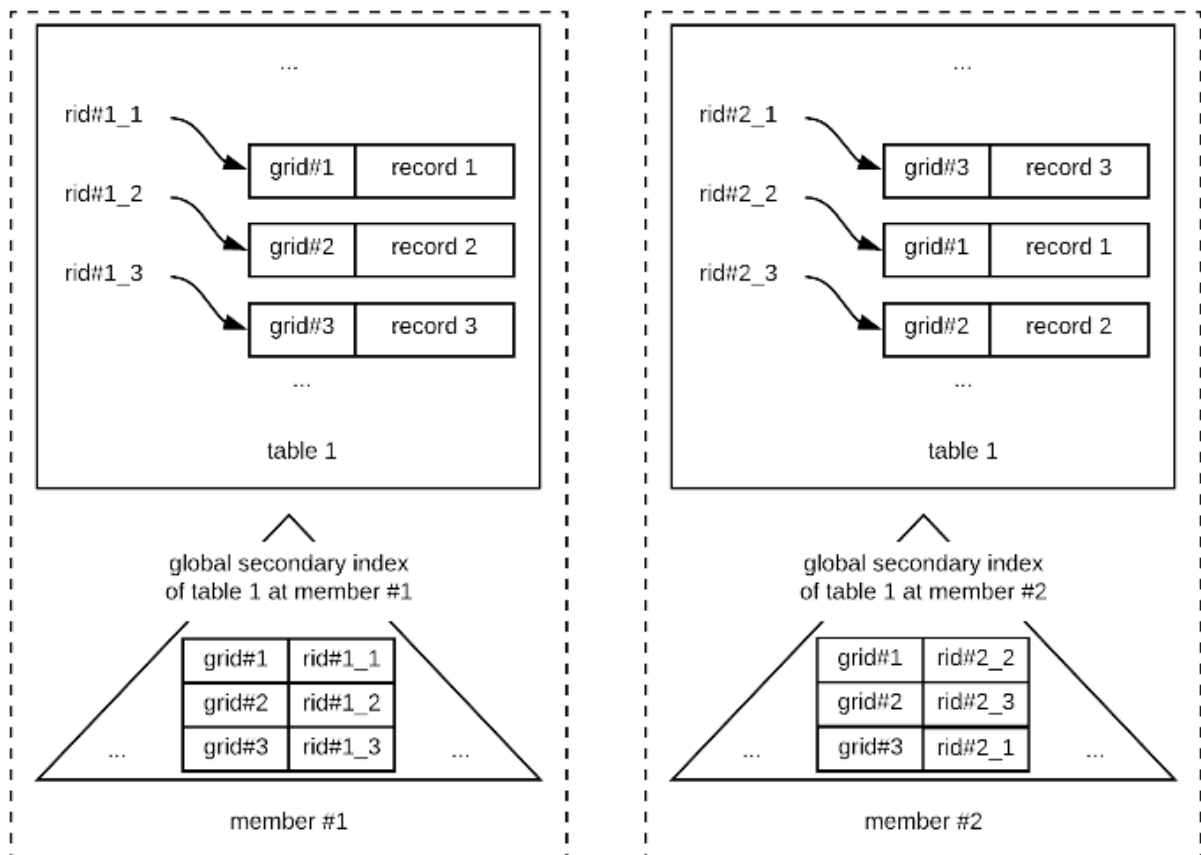 ...
rid#1_1
grid#1 record 1
rid#1_2
grid#2 record 2
rid#1_3
grid#3 record 3
...
table 1
global secondary index
of table 1 at member #1
grid#1 rid#1_1
grid#2 rid#1_2
... grid#3 rid#1_3 ...
member #1
...
rid#2_1
grid#3 record 3
rid#2_2
grid#1 record 1
rid#2_3
grid#2 record 2
...
table 1
global secondary index
of table 1 at member #2
grid#1 rid#2_2
grid#2 rid#2_3
... grid#3 rid#2_1 ...
member #2